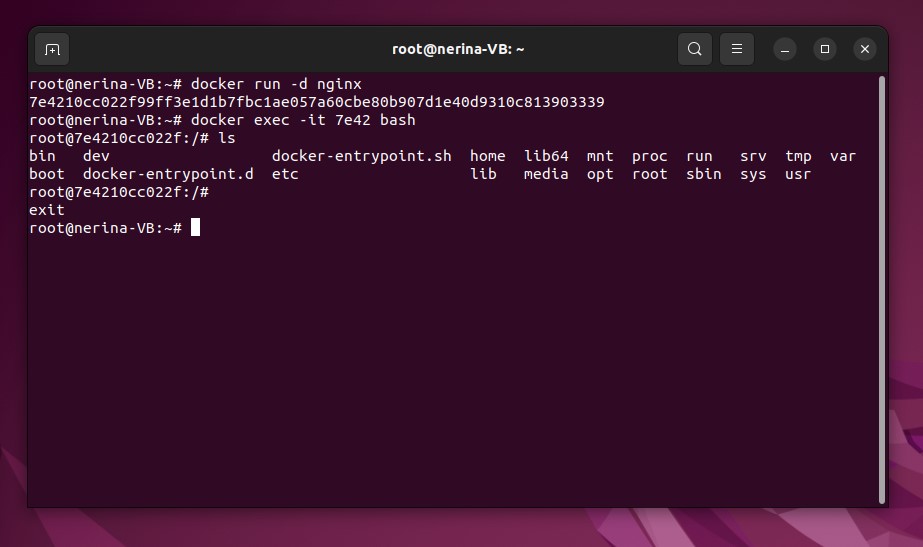 root@nerina-VB: ~
root@nerina-VB:~# docker run -d nginx
7e4210cc022f99ff3e1d1b7fbc1ae057a60cbe80b907d1e40d9310c813903339
root@nerina-VB:~# docker exec -it 7e42 bash
root@7e4210cc022f:/# ls
bin   dev                  docker-entrypoint.sh  home  lib64  mnt  proc  run   srv  tmp  var
boot  docker-entrypoint.d  etc                   lib   media  opt  root  sbin  sys  usr
root@7e4210cc022f:/#
exit
root@nerina-VB:~#